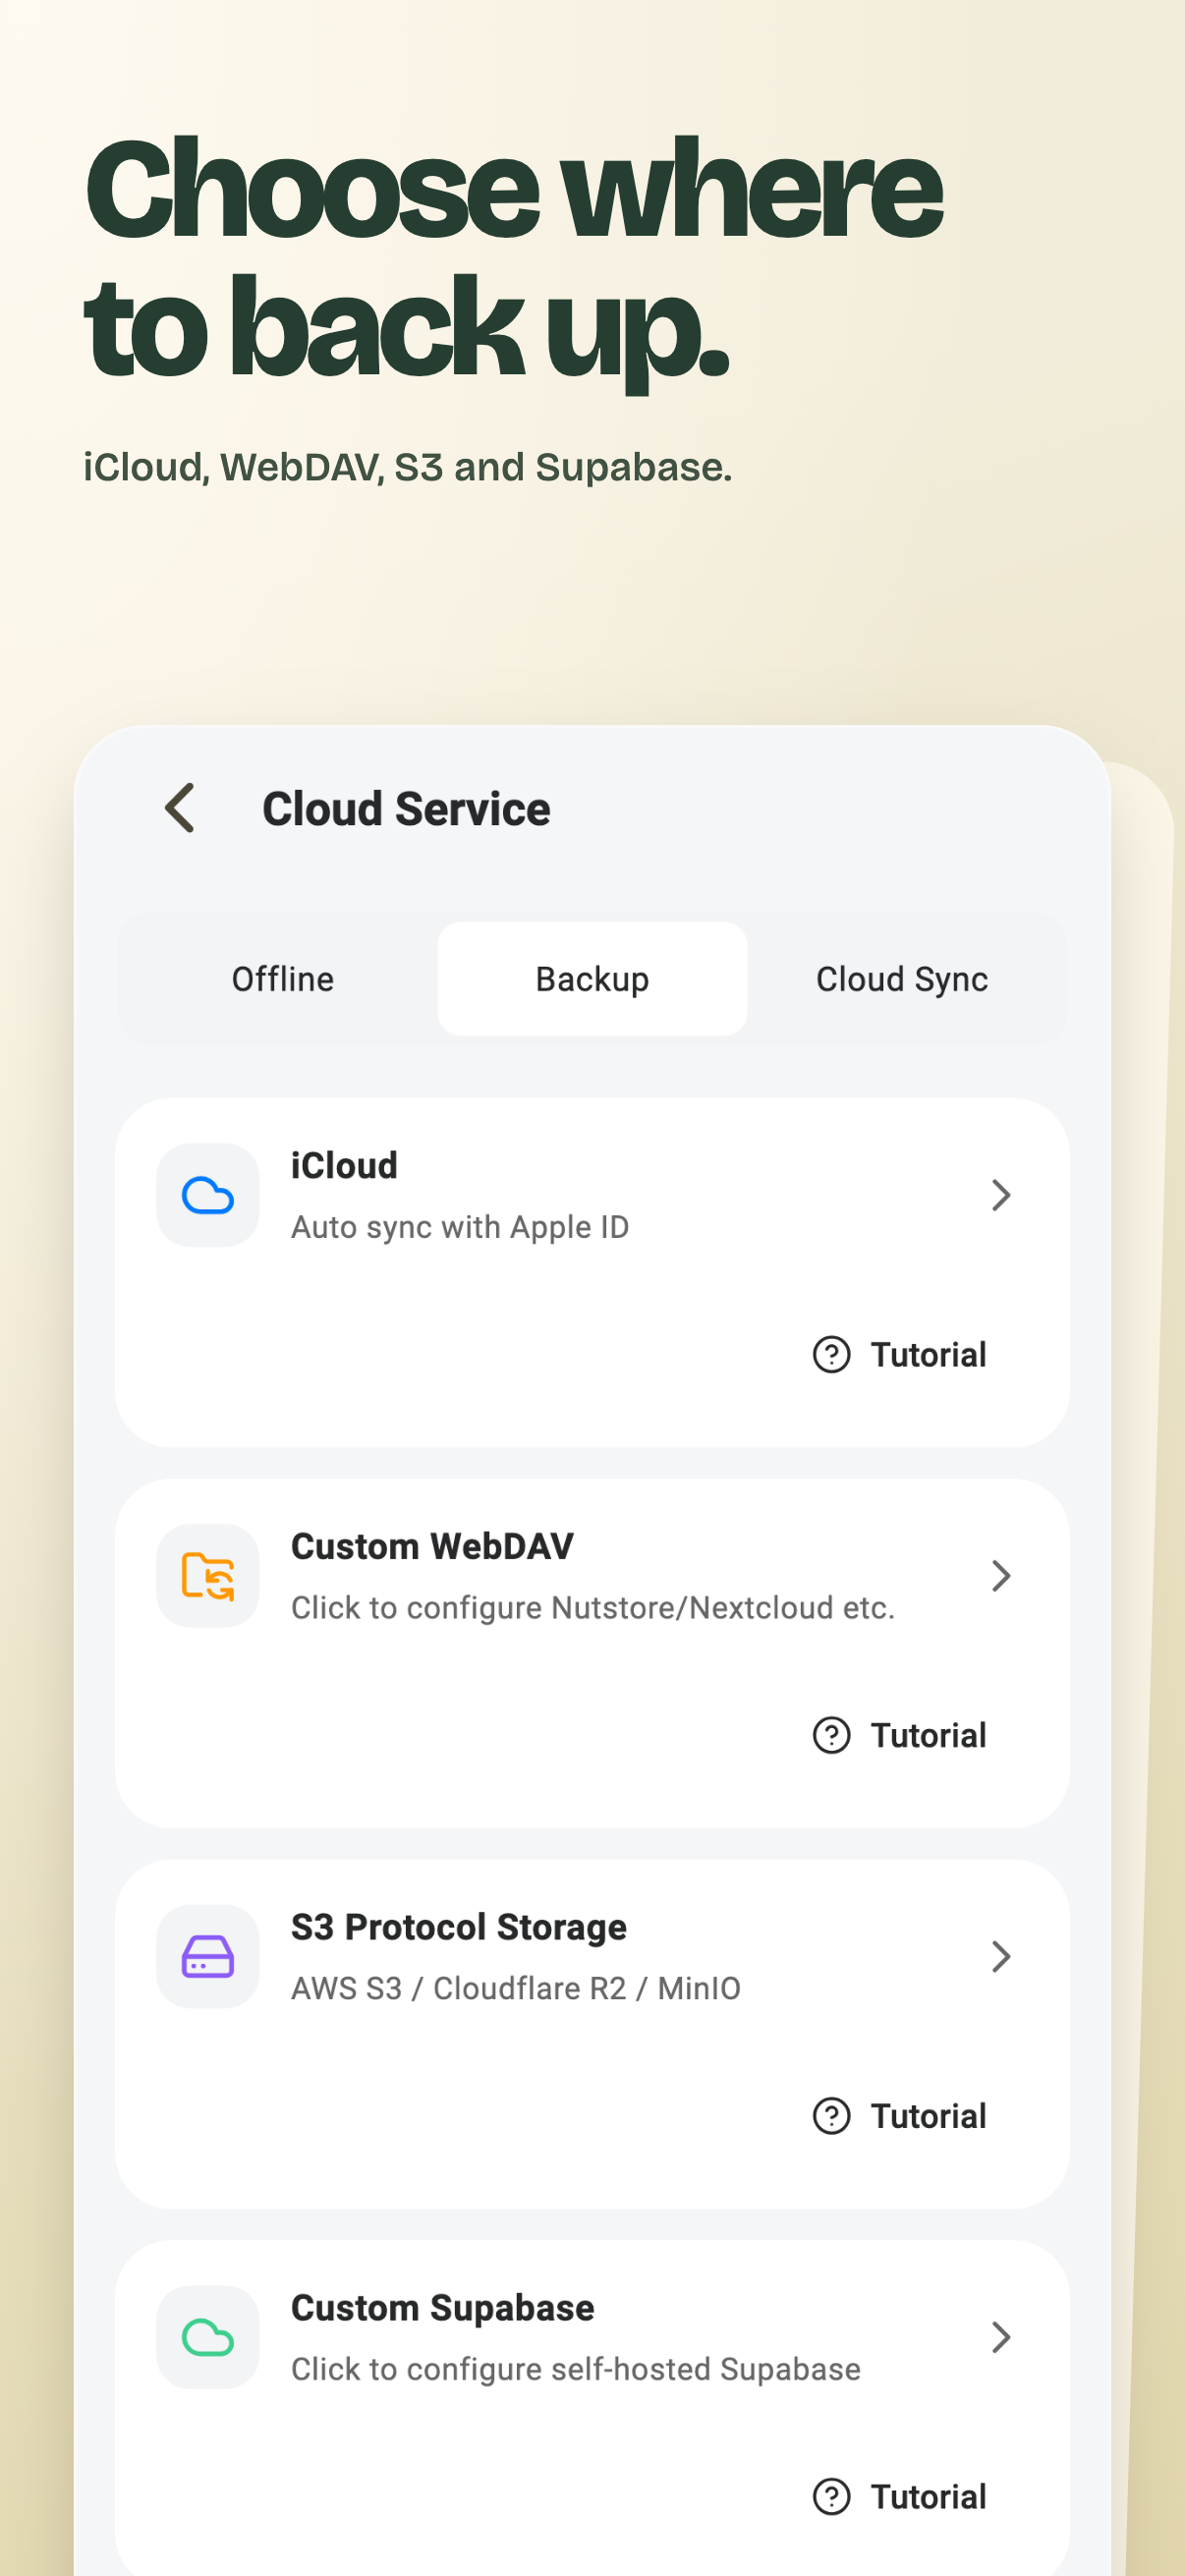 Choose where
to back up.
iCloud, WebDAV, S3 and Supabase.
Cloud Service
Offline
Backup
Cloud Sync
iCloud
Auto sync with Apple ID
Tutorial
Custom WebDAV
Click to configure Nutstore/Nextcloud etc.
Tutorial
S3 Protocol Storage
AWS S3 / Cloudflare R2 / MinIO
Tutorial
Custom Supabase
Click to configure self-hosted Supabase
Tutorial